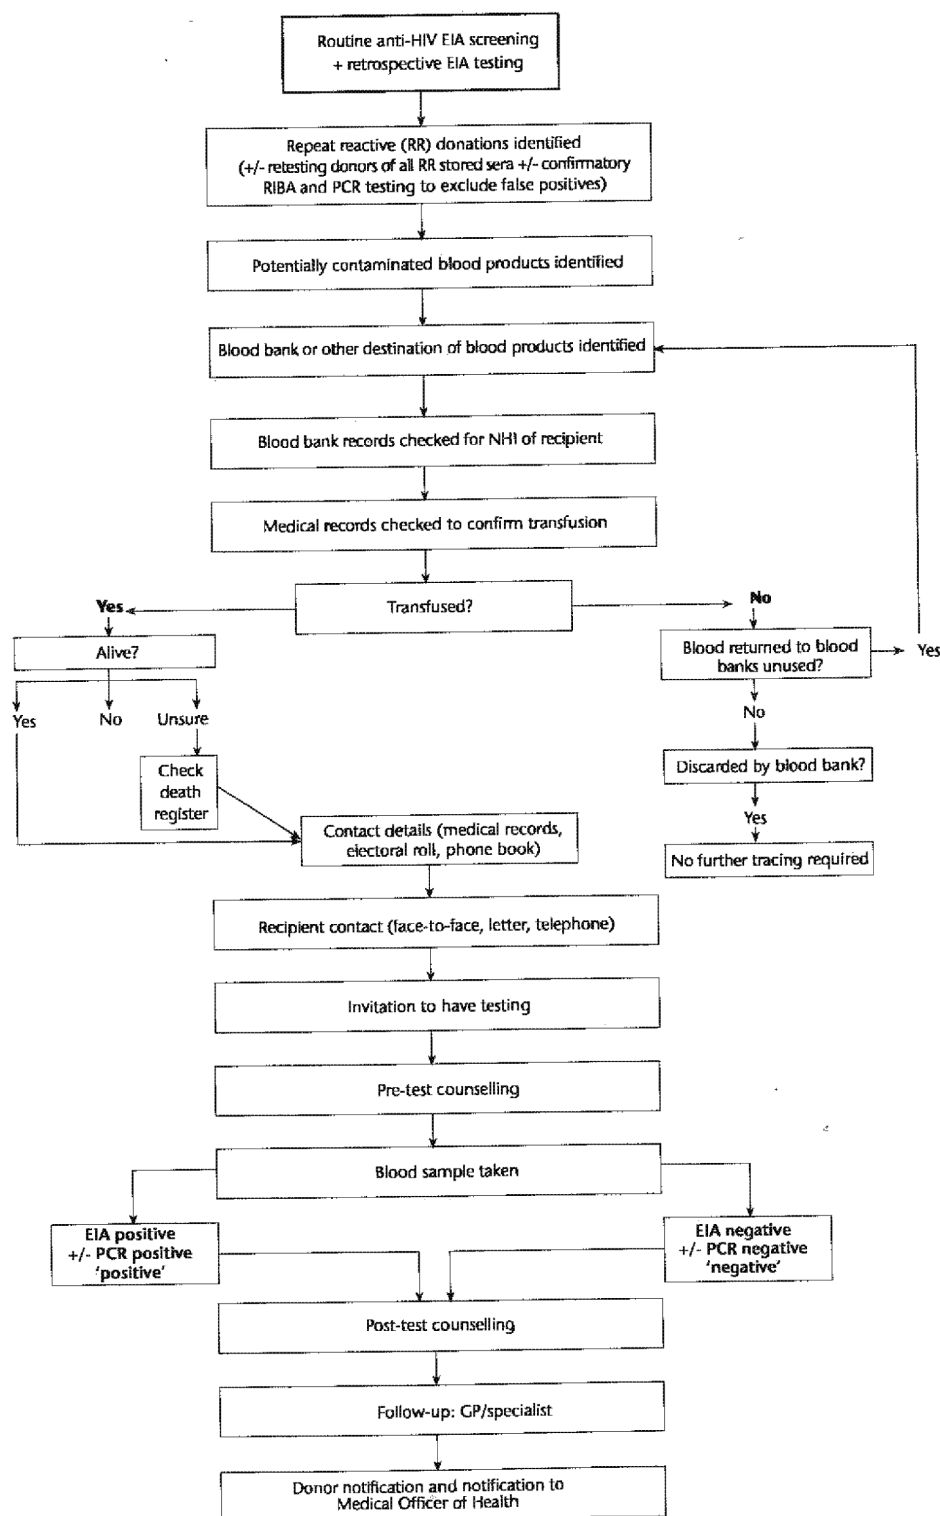 Routine anti-HIV EIA screening
+ retrospective EIA testing
Repeat reactive (RR) donations identified
(+/- retesting donors of all RR stored sera +/- confirmatory
RIBA and PCR testing to exclude false positives)
Potentially contaminated blood products identified
Blood bank or other destination of blood products identified
Blood bank records checked for NHI of recipient
Medical records checked to confirm transfusion
Transfused?
Yes
No
Alive?
Blood returned to blood
banks unused?
Yes
Yes
No
Unsure
No
Check
death
register
Discarded by blood bank?
Yes
Contact details (medical records,
electoral roll, phone book)
No further tracing required
Recipient contact (face-to-face, letter, telephone)
Invitation to have testing
Pre-test counselling
Blood sample taken
EIA positive
+/- PCR positive
'positive'
EIA negative
+/- PCR negative
'negative'
Post-test counselling
Follow-up: GP/specialist
Donor notification and notification to
Medical Officer of Health